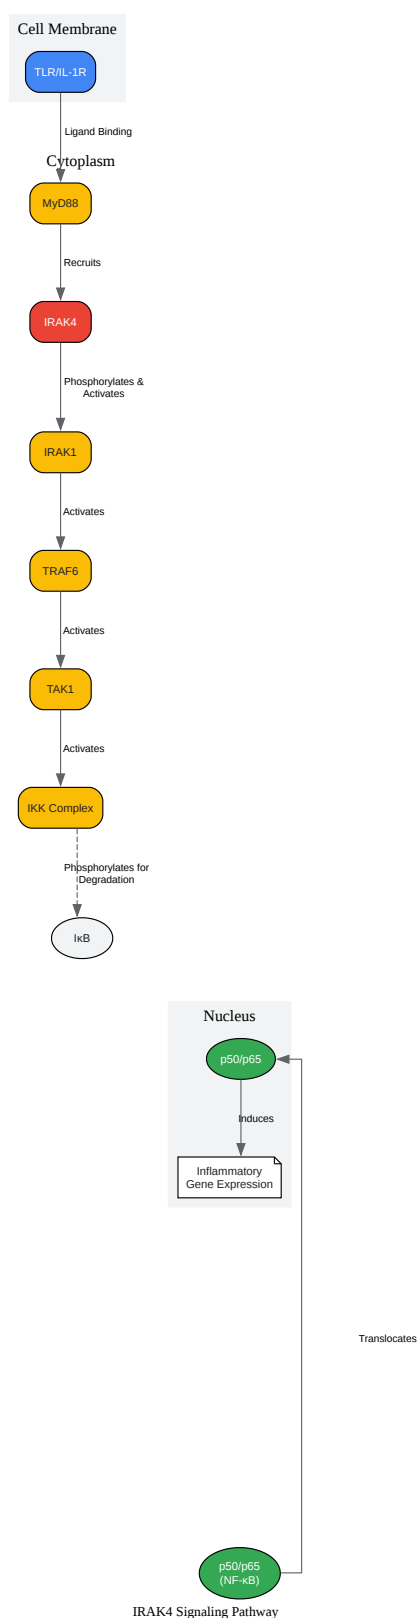 Cell Membrane
TLR/IL-1R
Ligand Binding
Cytoplasm
MyD88
Recruits
IRAK4
Phosphorylates &
Activates
IRAK1
Activates
TRAF6
Activates
TAK1
Activates
IKK Complex
Phosphorylates for
Degradation
IκB
Nucleus
p50/p65
Induces
Inflammatory
Gene Expression
Translocates
p50/p65
(NF-κB)
IRAK4 Signaling Pathway